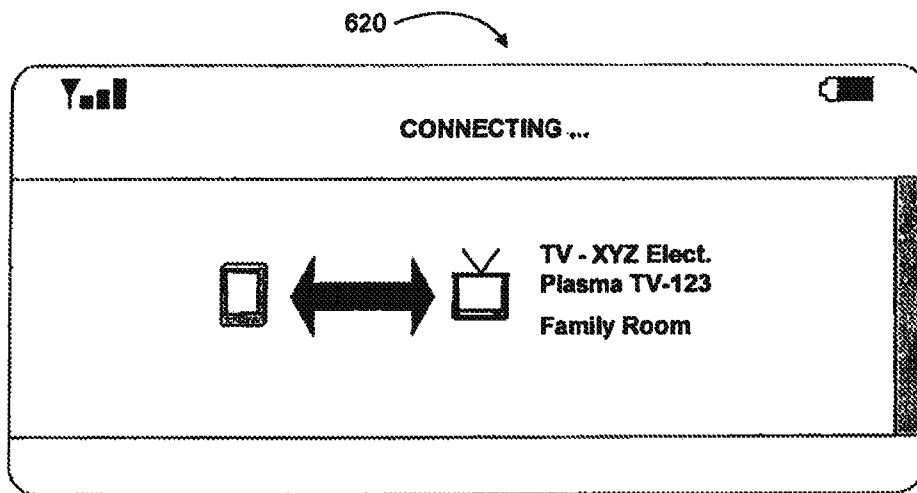 620
CONNECTING ...
TV - XYZ Elect.
Plasma TV-123
Family Room